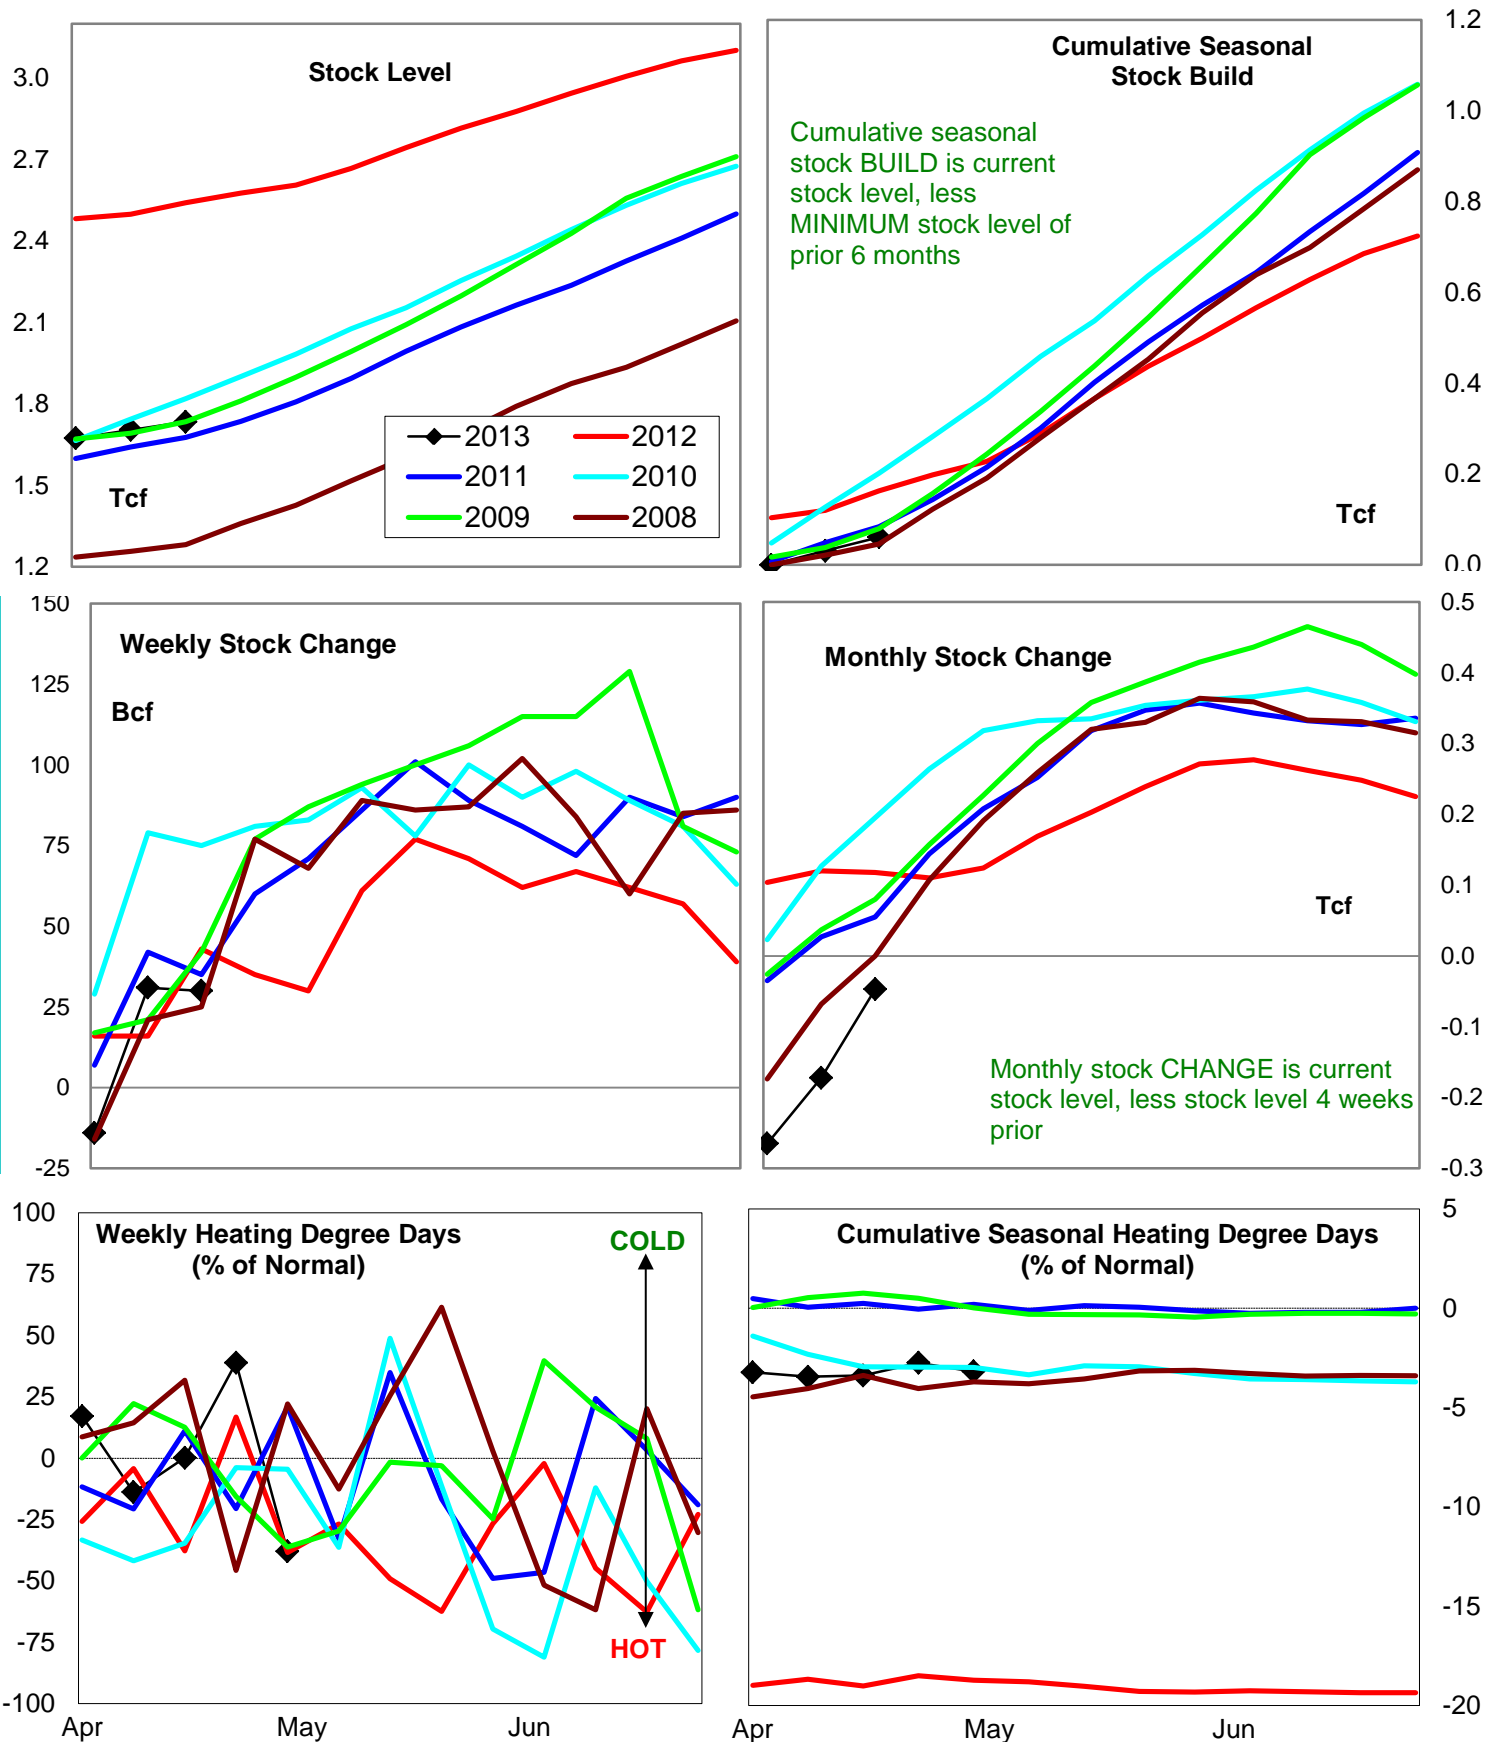 Stock Level
3.0
2.7
2.4
2.1
1.8
1.5
1.2
Tcf
2013
2012
2011
2010
2009
2008
Cumulative Seasonal
Stock Build
Cumulative seasonal
stock BUILD is current
stock level, less
MINIMUM stock level of
prior 6 months
Tcf
1.2
1.0
0.8
0.6
0.4
0.2
0.0
150
125
100
75
50
25
0
-25
Weekly Stock Change
Bcf
Monthly Stock Change
Tcf
Monthly stock CHANGE is current
stock level, less stock level 4 weeks
prior
0.5
0.4
0.3
0.2
0.1
0.0
-0.1
-0.2
-0.3
100
75
50
25
0
-25
-50
-75
-100
Weekly Heating Degree Days
(% of Normal)
COLD
HOT
Apr
May
Jun
Cumulative Seasonal Heating Degree Days
(% of Normal)
5
0
-5
-10
-15
-20
Apr
May
Jun